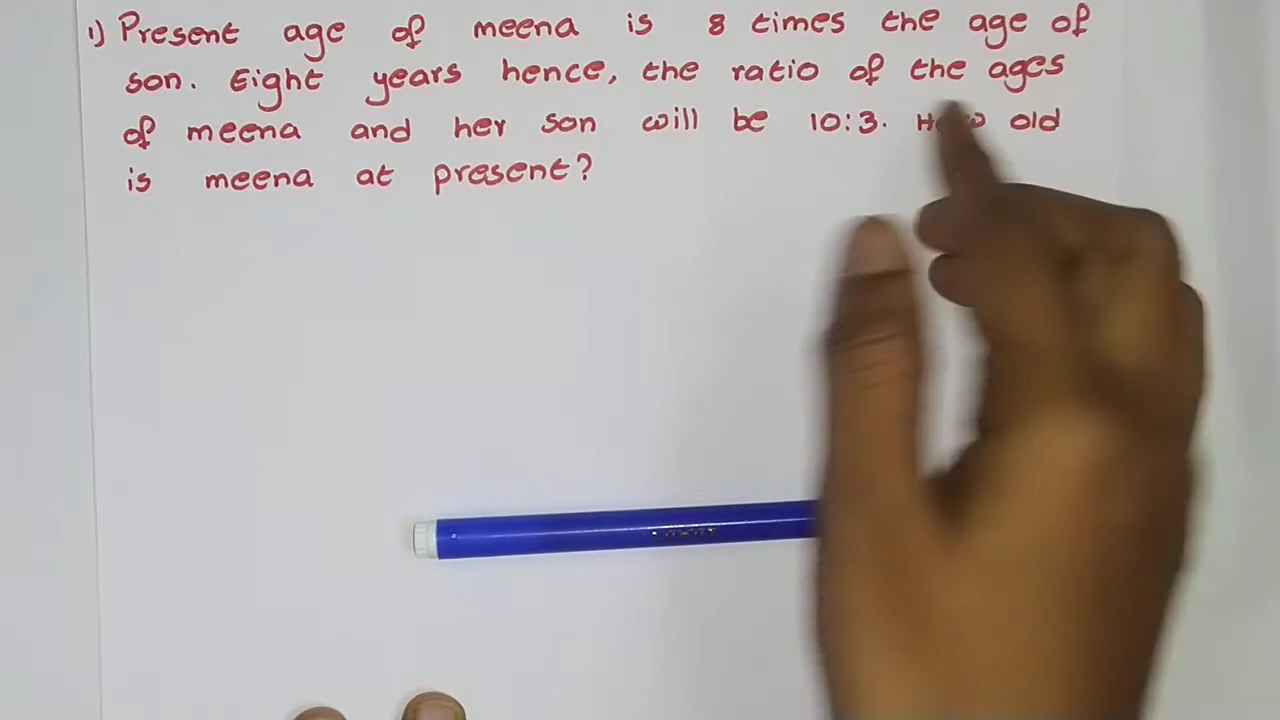 1) Present age of meena is 8 times the age of
son. Eight years hence, the ratio of the ages
of meena and her son will be 10:3. How old
is meena at present?